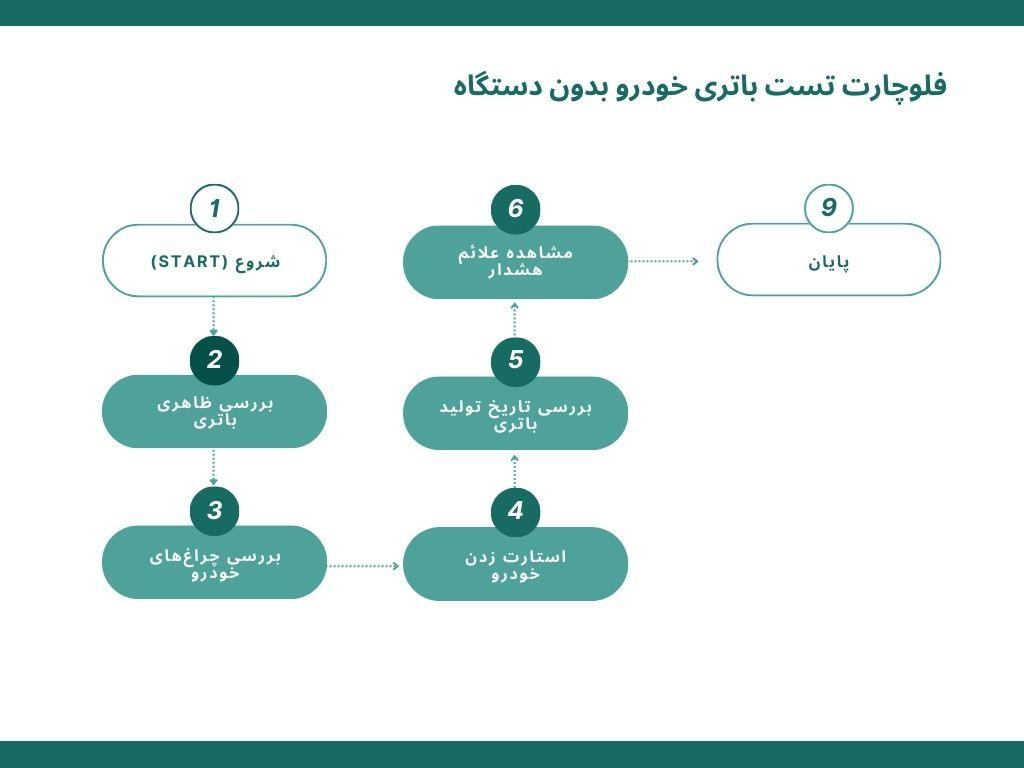 فلوچارت تست باتری خودرو بدون دستگاه
1
شروع (START)
2
بررسی ظاهری
باتری
3
بررسی چراغ‌های
خودرو
4
استارت زدن
خودرو
5
بررسی تاریخ تولید
باتری
6
مشاهده علائم
هشدار
9
پایان